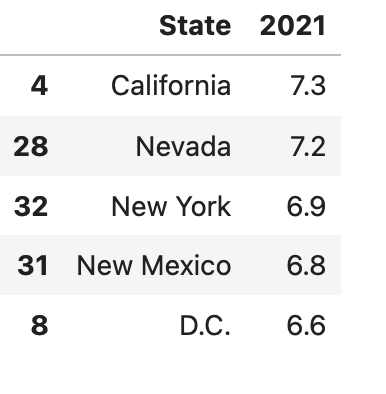 State 2021
4 California 7.3
28 Nevada 7.2
32 New York 6.9
31 New Mexico 6.8
8 D.C. 6.6